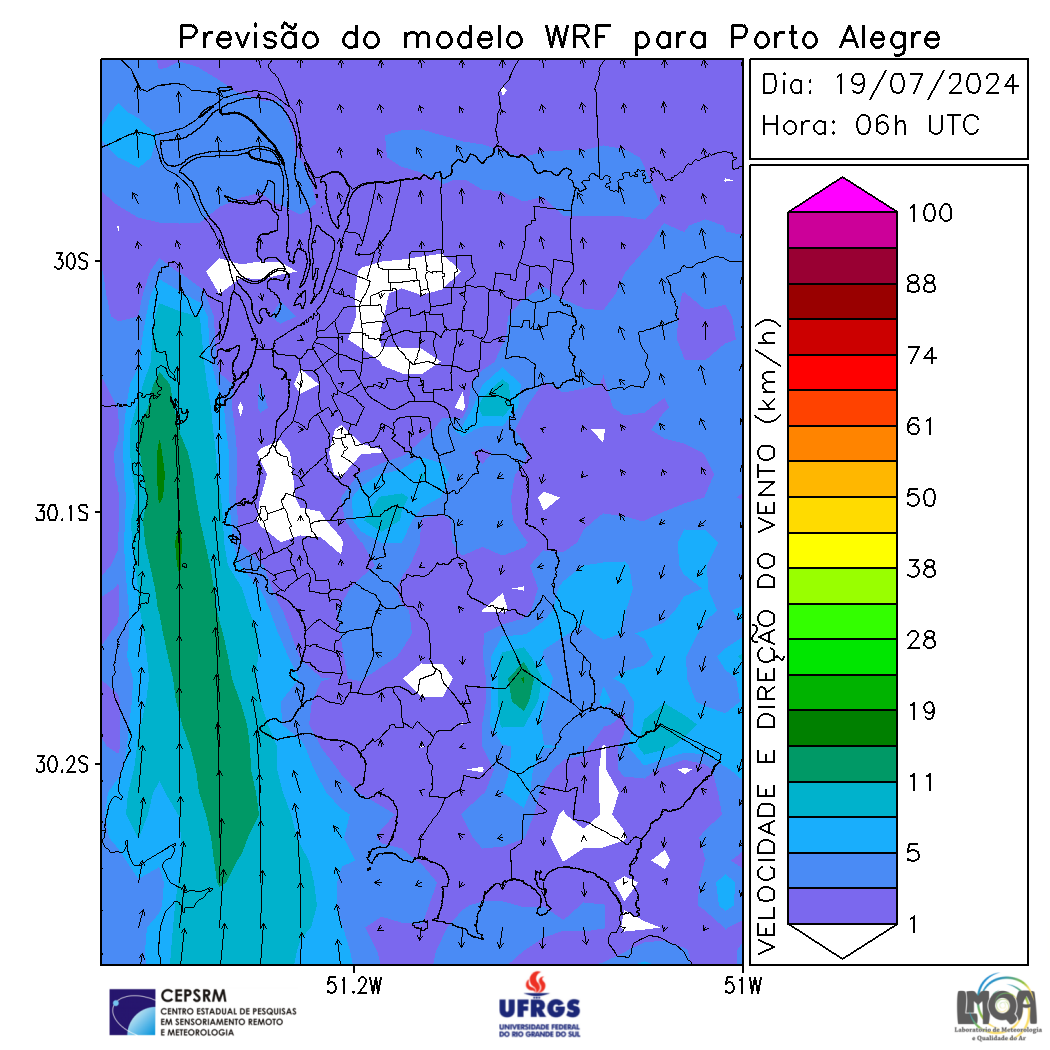 Previsão do modelo WRF para Porto Alegre
Dia: 19/07/2024
Hora: 06h UTC
30S
30.1S
30.2S
51.2W
51W
VELOCIDADE E DIREÇÃO DO VENTO (km/h)
100
88
74
61
50
38
28
19
11
5
1
CEPSRM
CENTRO ESTADUAL DE PESQUISAS
EM SENSORIAMENTO REMOTO
E METEOROLOGIA
UFRGS
UNIVERSIDADE FEDERAL
DO RIO GRANDE DO SUL
LMQA
Laboratório de Meteorologia
e Qualidade do Ar